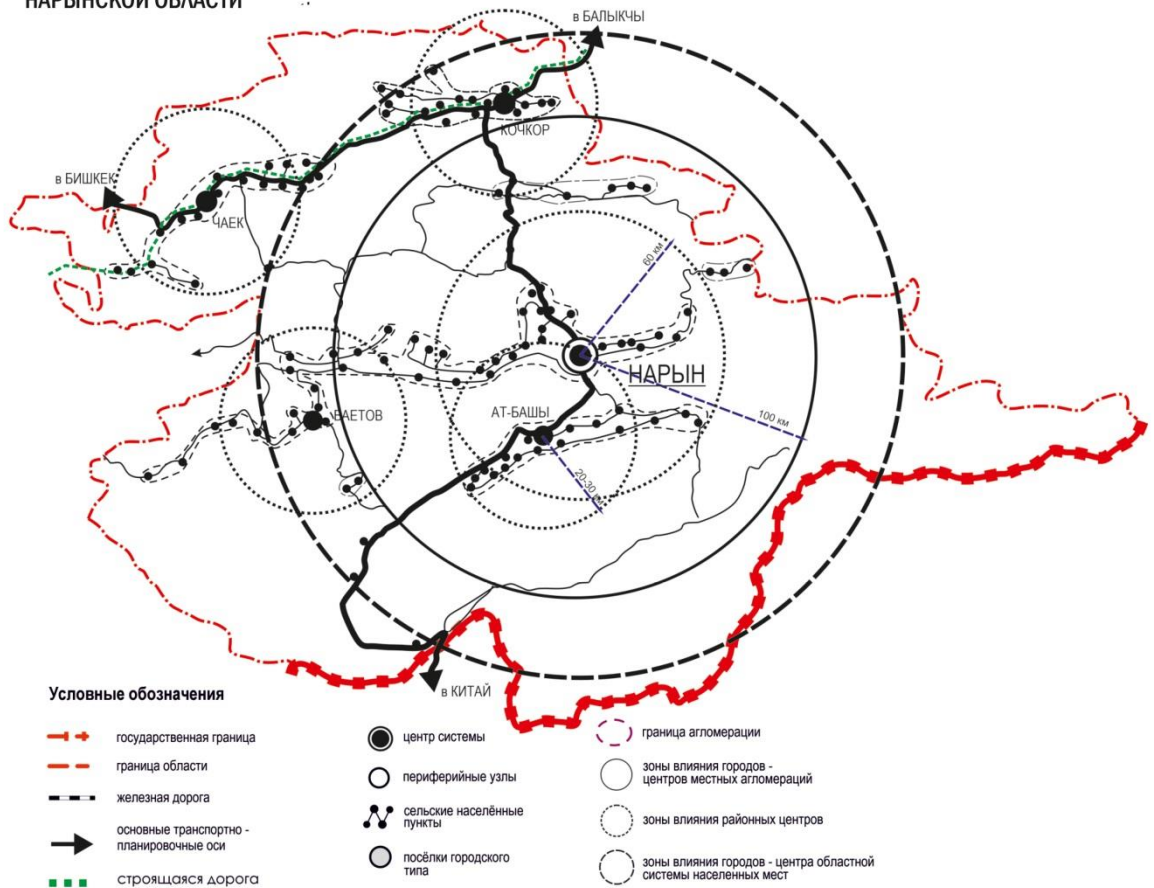 НАРЫНСКОЙ ОБЛАСТИ
в БАЛЫКЧЫ
КОЧКОР
в БИШКЕК
ЧАЕК
60 км
НАРЫН
АТ-БАШЫ
БАЕТОВ
100 км
20-30 км
в КИТАЙ
Условные обозначения
государственная граница
граница области
железная дорога
основные транспортно -
планировочные оси
строящаяся дорога
центр системы
периферийные узлы
сельские населённые
пункты
посёлки городского
типа
граница агломерации
зоны влияния городов -
центров местных агломераций
зоны влияния районных центров
зоны влияния городов - центра областной
системы населенных мест